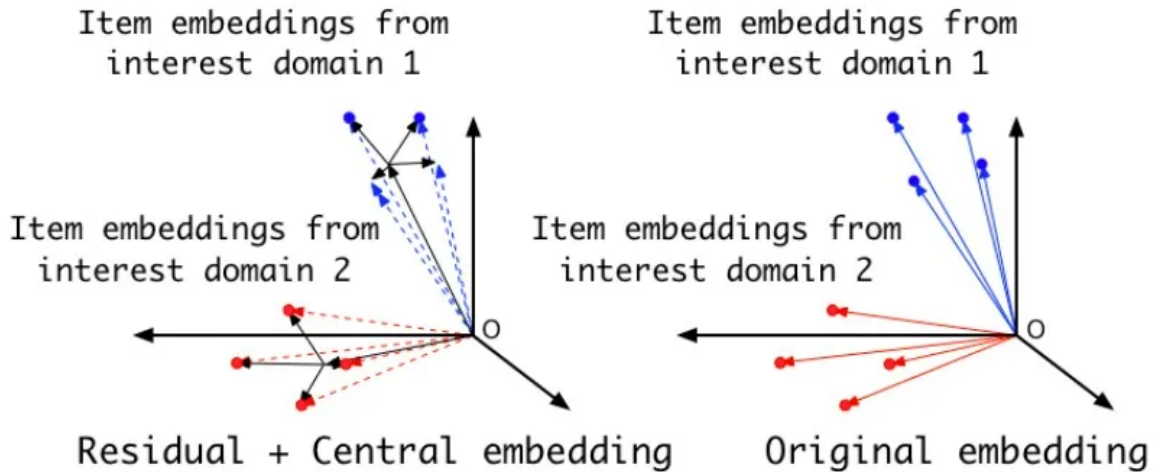 Item embeddings from
interest domain 1
Item embeddings from
interest domain 2
O
Residual + Central embedding
Item embeddings from
interest domain 1
Item embeddings from
interest domain 2
O
Original embedding